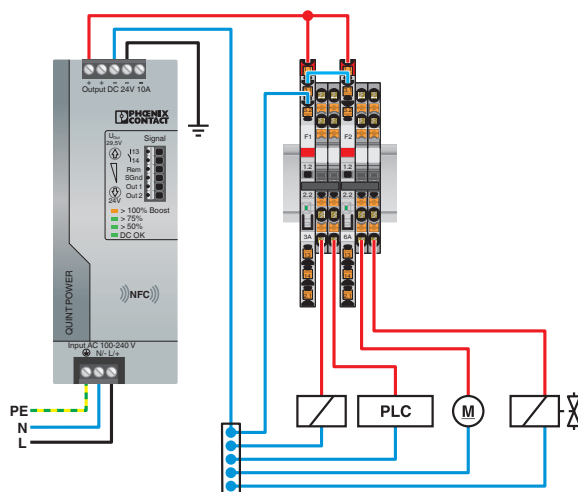 + + − − −
Output DC 24V 10A
PHOENIX
CONTACT
UOut
29,5V
Signal
13
14
Rem
SGnd
Out 1
Out 2
24V
> 100% Boost
> 75%
> 50%
DC OK
QUINT POWER
NFC
Input AC 100-240 V
N/- L/+
PE
N
L
F1
F2
1.2
1.2
2.2
2.2
3A
6A
PLC
M